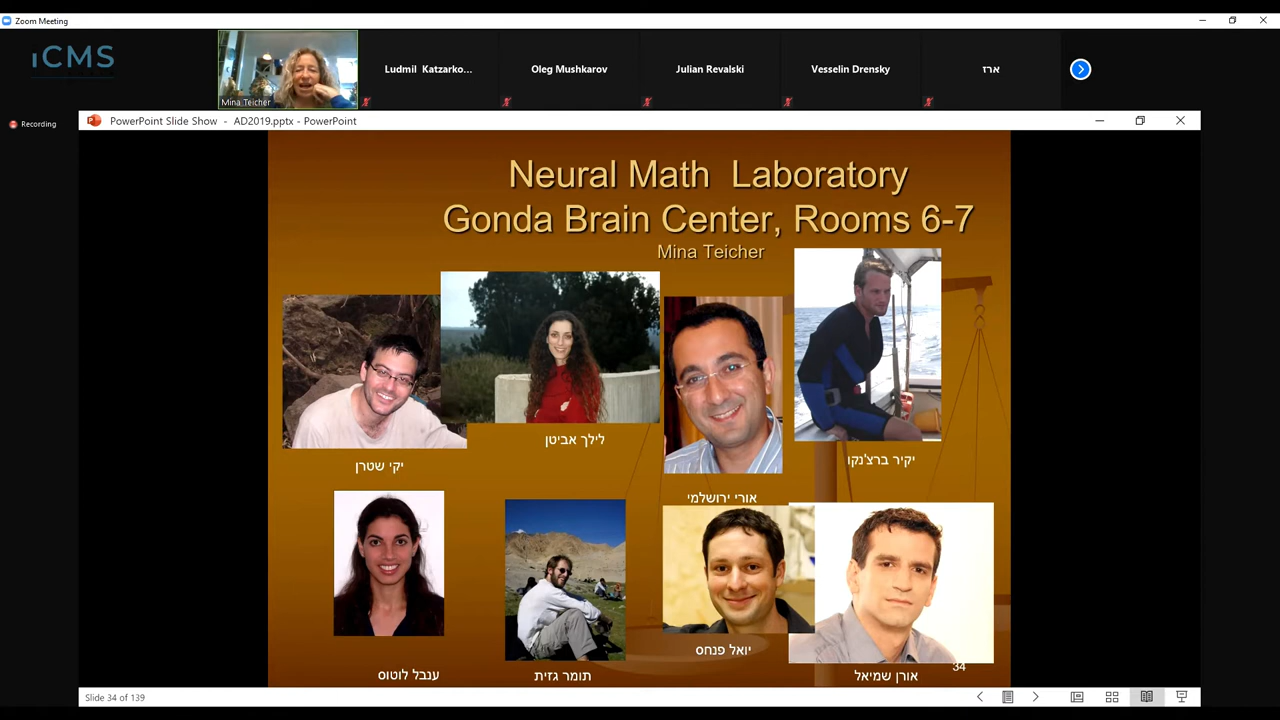 Zoom Meeting
iCMS
Mina Teicher
Ludmil Katzarko...
Oleg Mushkarov
Julian Revalski
Vesselin Drensky
ארז
Recording
PowerPoint Slide Show - AD2019.pptx - PowerPoint
Neural Math Laboratory
Gonda Brain Center, Rooms 6-7
Mina Teicher
לילך אביטן
יקיר ברצ'נקו
יקי שטרן
אורי ירושלמי
יואל פנחס
ענבל לוטוס
תומר גזית
אורן שמיאל
34
Slide 34 of 139